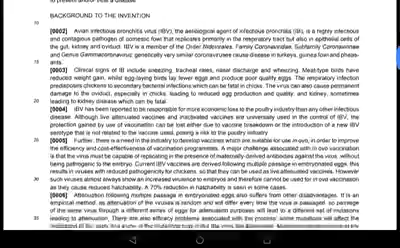 to prevent and/or treat a disease.
BACKGROUND TO THE INVENTION
10
[0002] Avian infectious bronchitis virus (IBV), the aetiological agent of infectious bronchitis (IB), is a highly infectious
and contagious pathogen of domestic fowl that replicates primarily in the respiratory tract but also in epithelial cells of
the gut, kidney and oviduct. IBV is a member of the Order Nidovirales, Family Coronaviridae, Subfamily Coronavirinae
and Genus Gammacoronavirus; genetically very similar coronaviruses cause disease in turkeys, guinea fowl and pheas-
15 ants.
[0003] Clinical signs of IB include sneezing, tracheal rales, nasal discharge and wheezing. Meat-type birds have
reduced weight gain, whilst egg-laying birds lay fewer eggs and produce poor quality eggs. The respiratory infection
predisposes chickens to secondary bacterial infections which can be fatal in chicks. The virus can also cause permanent
damage to the oviduct, especially in chicks, leading to reduced egg production and quality; and kidney, sometimes
20 leading to kidney disease which can be fatal.
[0004] IBV has been reported to be responsible for more economic loss to the poultry industry than any other infectious
disease. Although live attenuated vaccines and inactivated vaccines are universally used in the control of IBV, the
protection gained by use of vaccination can be lost either due to vaccine breakdown or the introduction of a new IBV
serotype that is not related to the vaccine used, posing a risk to the poultry industry.
25 [0005] Further, there is a need in the industry to develop vaccines which are suitable for use in ovo, in order to improve
the efficiency and cost-effectiveness of vaccination programmes. A major challenge associated with in ovo vaccination
is that the virus must be capable of replicating in the presence of maternally-derived antibodies against the virus, without
being pathogenic to the embryo. Current IBV vaccines are derived following multiple passage in embryonated eggs, this
results in viruses with reduced pathogenicity for chickens, so that they can be used as live attenuated vaccines. However
30 such viruses almost always show an increased virulence to embryos and therefore cannot be used for in ovo vaccination
as they cause reduced hatchability. A 70% reduction in hatchability is seen in some cases.
[0006] Attenuation following multiple passage in embryonated eggs also suffers from other disadvantages. It is an
empirical method, as attenuation of the viruses is random and will differ every time the virus is passaged, so passage
of the same virus through a different series of eggs for attenuation purposes will lead to a different set of mutations
35 leading to attenuation. There are also efficacy problems associated with the process: some mutations will affect the